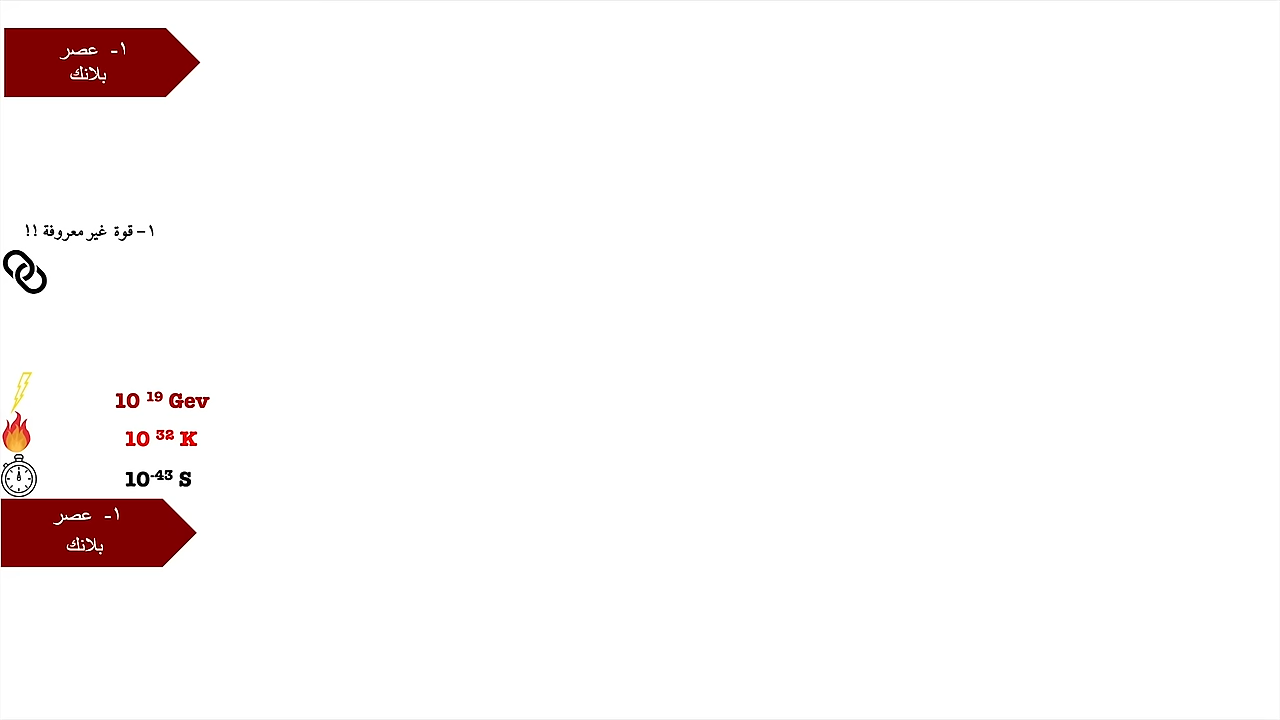 ١- عصر
بلانك
١- قوة غير معروفة !!
10 19 Gev
10 32 K
10-43 S
١- عصر
بلانك